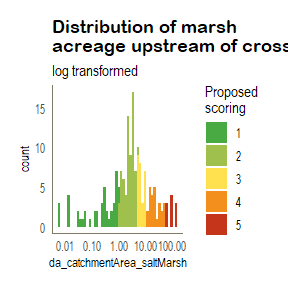 Distribution of marsh
acreage upstream of cross
log transformed
Proposed
scoring
1
2
3
4
5
count
15
10
5
0
0.01 0.10 1.00 10.00 100.00
da_catchmentArea_saltMarsh